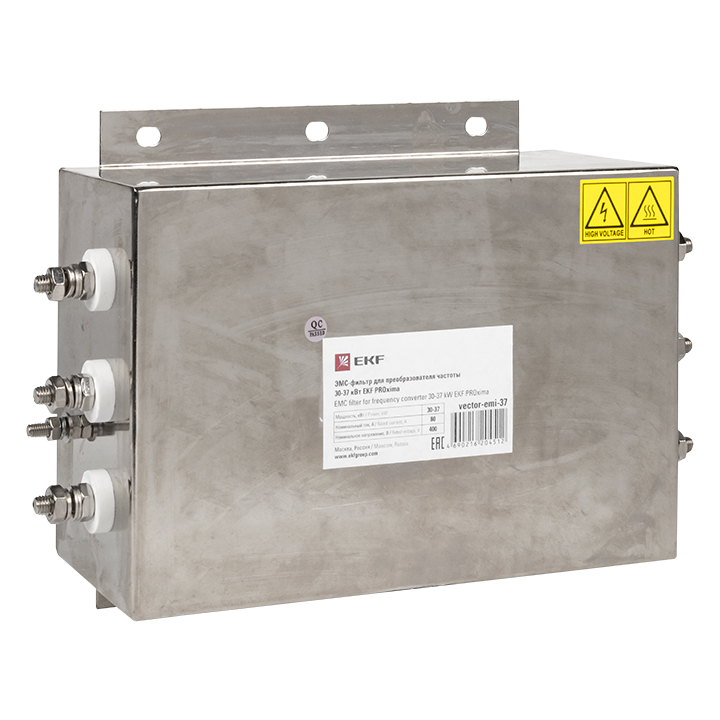 HIGH VOLTAGE
HOT
QC
PASSED
EKF
ЭМС-фильтр для преобразователя частоты
30-37 кВт EKF PROxima
EMC filter for frequency converter 30-37 kW EKF PROxima
Мощность, кВт / Power, kW 30-37
Номинальный ток, А / Rated current, A 80
Номинальное напряжение, В / Rated voltage, V 400
vector-emi-37
Москва, Россия / Moscow, Russia
www.ekfgroup.com
EAC
4690216204512